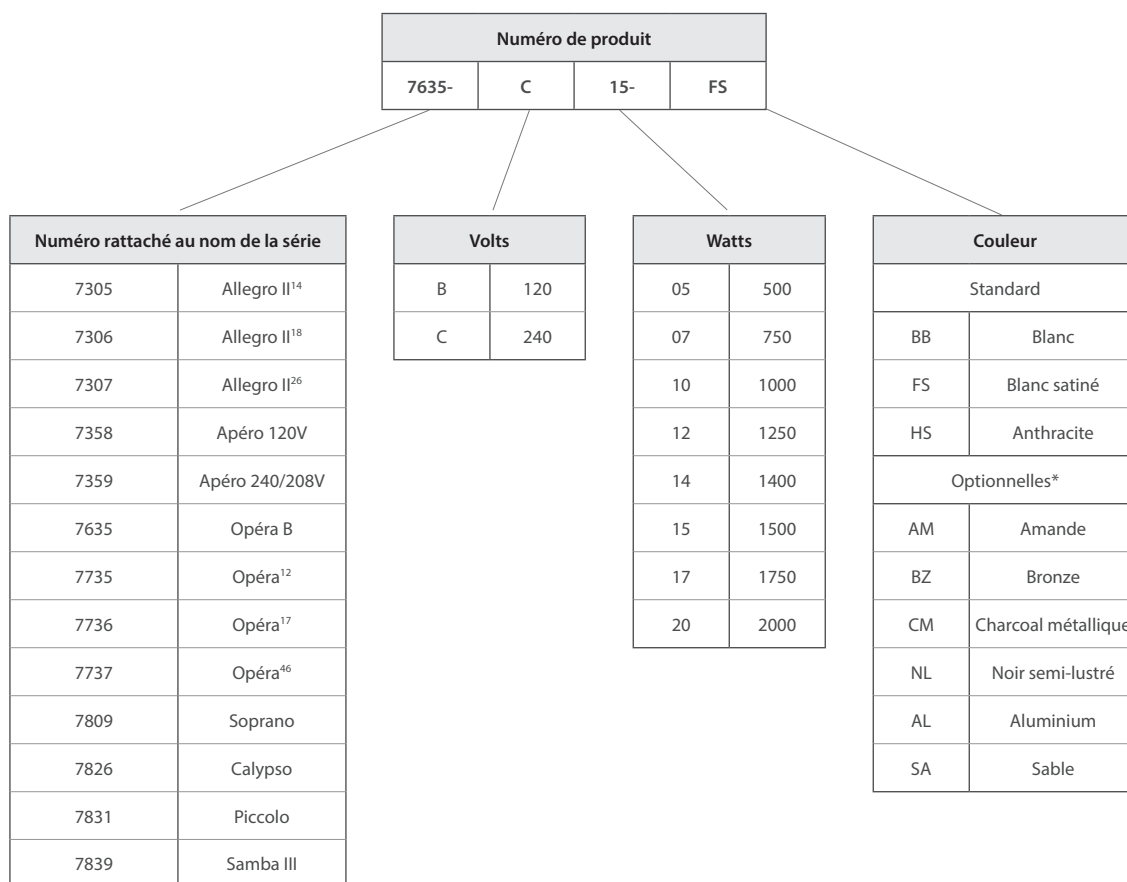 Numéro de produit
7635- C 15- FS
Numéro rattaché au nom de la série
7305 Allegro II¹⁴
7306 Allegro II¹⁸
7307 Allegro II²⁶
7358 Apéro 120V
7359 Apéro 240/208V
7635 Opéra B
7735 Opéra¹²
7736 Opéra¹⁷
7737 Opéra⁴⁶
7809 Soprano
7826 Calypso
7831 Piccolo
7839 Samba III
Volts
B 120
C 240
Watts
05 500
07 750
10 1000
12 1250
14 1400
15 1500
17 1750
20 2000
Couleur
Standard
BB Blanc
FS Blanc satiné
HS Anthracite
Optionnelles*
AM Amande
BZ Bronze
CM Charcoal métallique
NL Noir semi-lustré
AL Aluminium
SA Sable